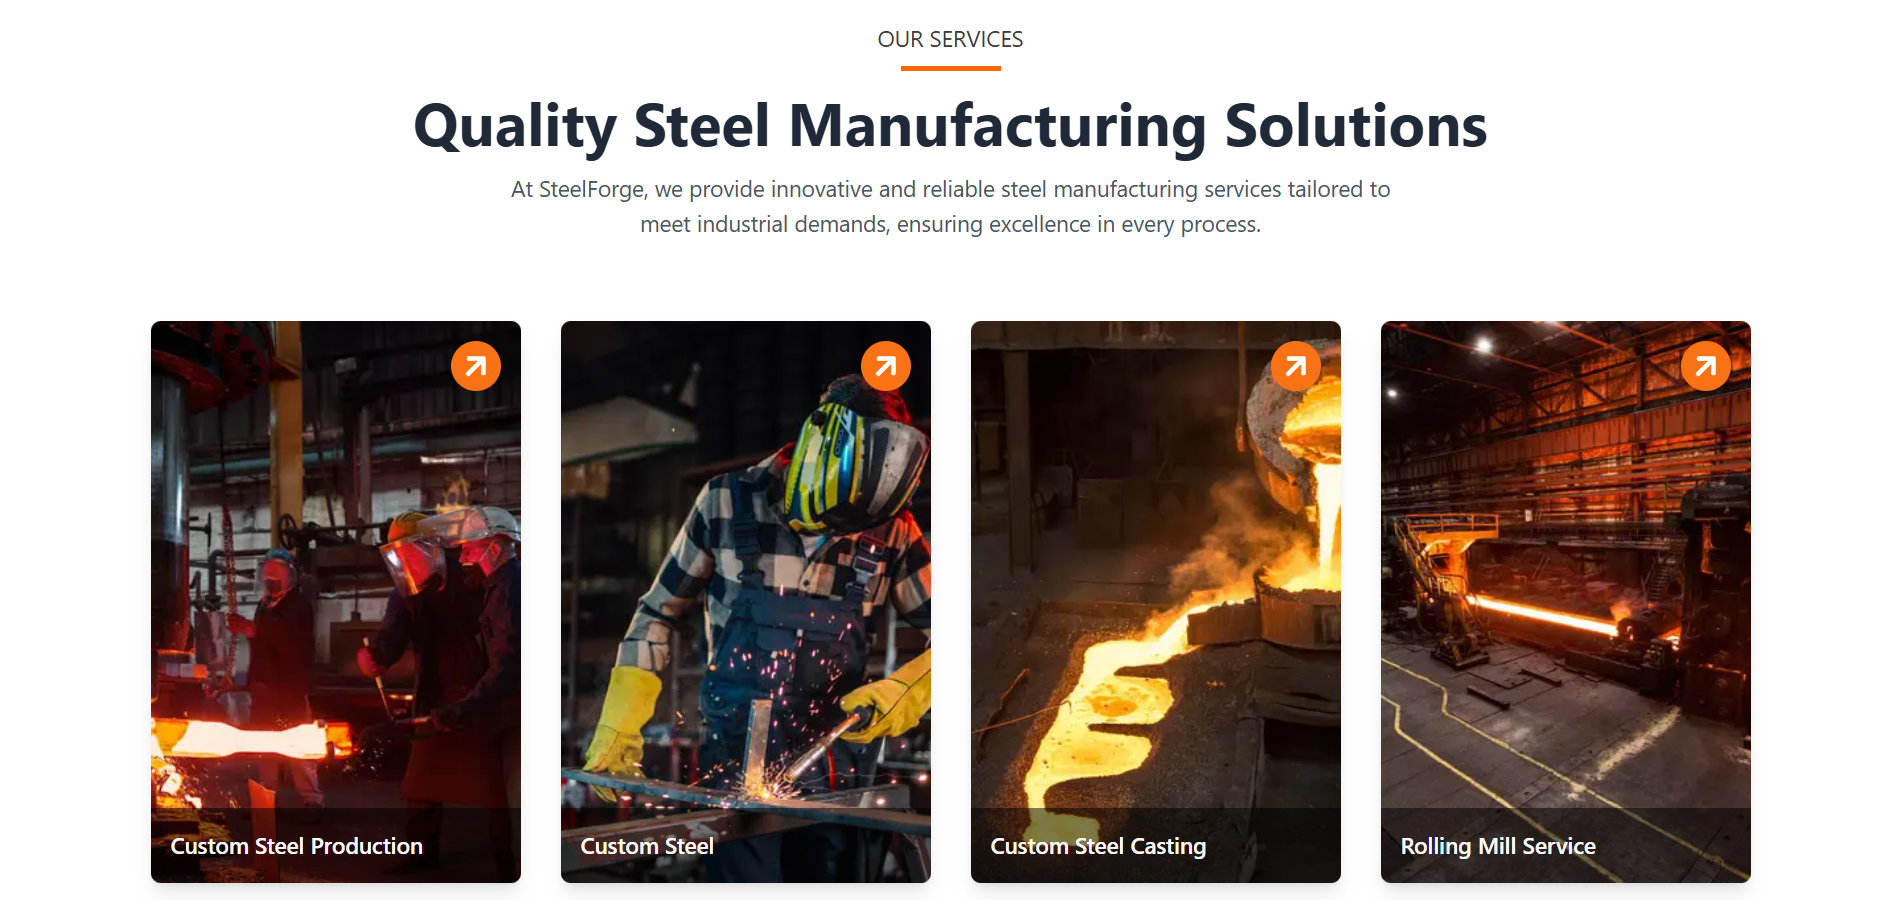 OUR SERVICES
Quality Steel Manufacturing Solutions
At SteelForge, we provide innovative and reliable steel manufacturing services tailored to
meet industrial demands, ensuring excellence in every process.
Custom Steel Production
Custom Steel
Custom Steel Casting
Rolling Mill Service